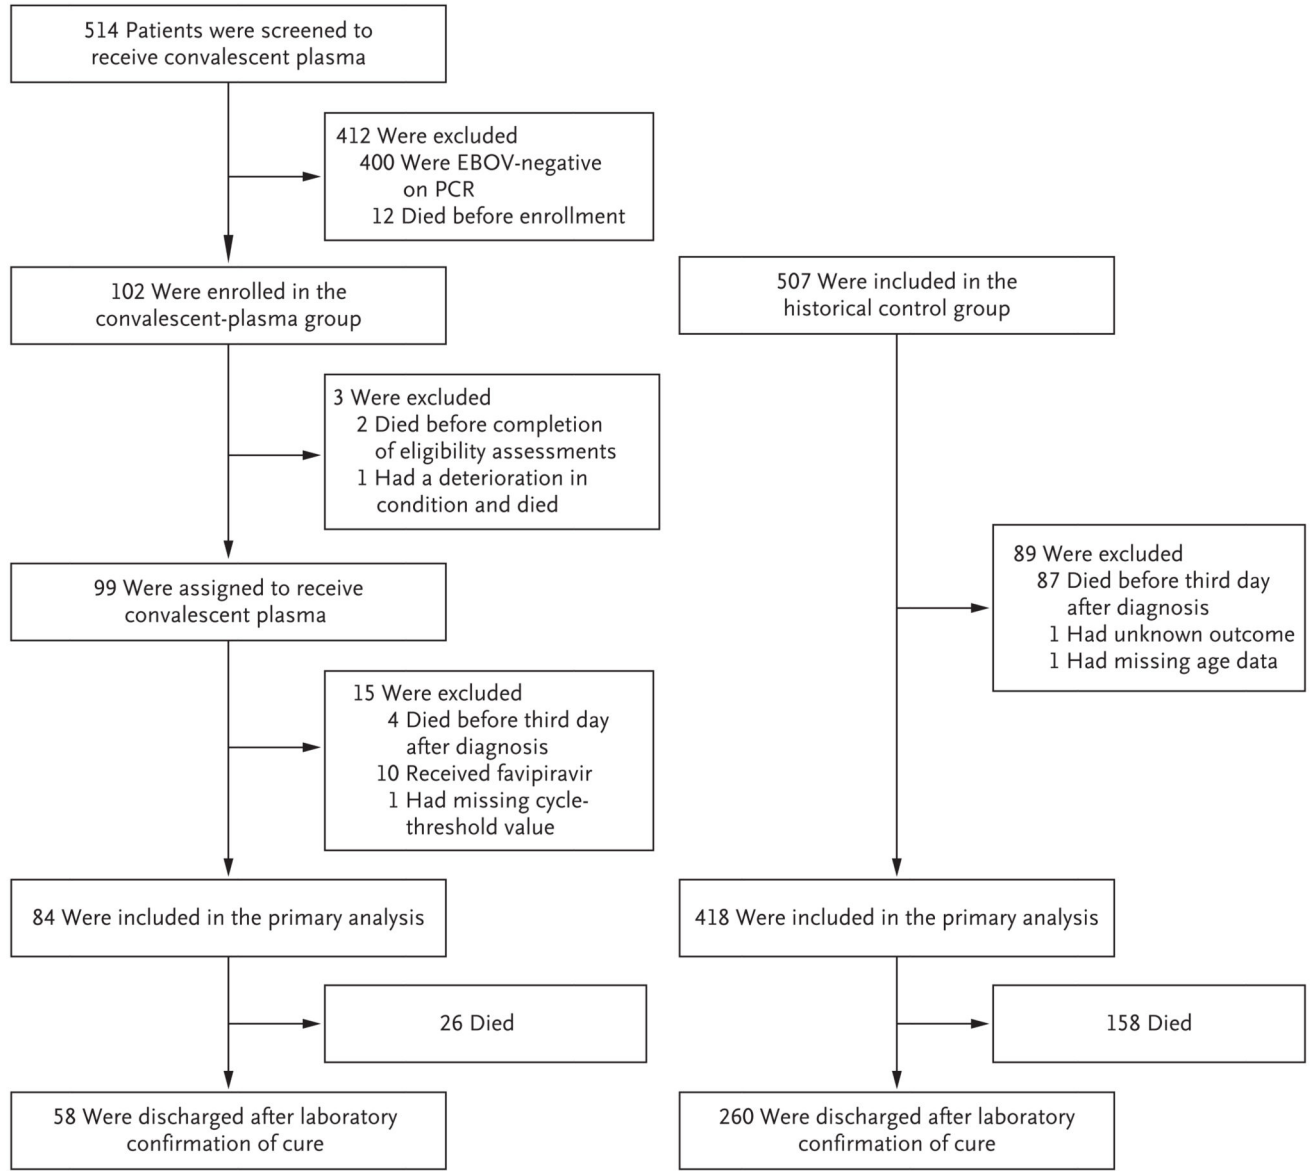 514 Patients were screened to
receive convalescent plasma
412 Were excluded
400 Were EBOV-negative
on PCR
12 Died before enrollment
102 Were enrolled in the
convalescent-plasma group
507 Were included in the
historical control group
3 Were excluded
2 Died before completion
of eligibility assessments
1 Had a deterioration in
condition and died
99 Were assigned to receive
convalescent plasma
89 Were excluded
87 Died before third day
after diagnosis
1 Had unknown outcome
1 Had missing age data
15 Were excluded
4 Died before third day
after diagnosis
10 Received favipiravir
1 Had missing cycle-
threshold value
84 Were included in the primary analysis
418 Were included in the primary analysis
26 Died
158 Died
58 Were discharged after laboratory
confirmation of cure
260 Were discharged after laboratory
confirmation of cure